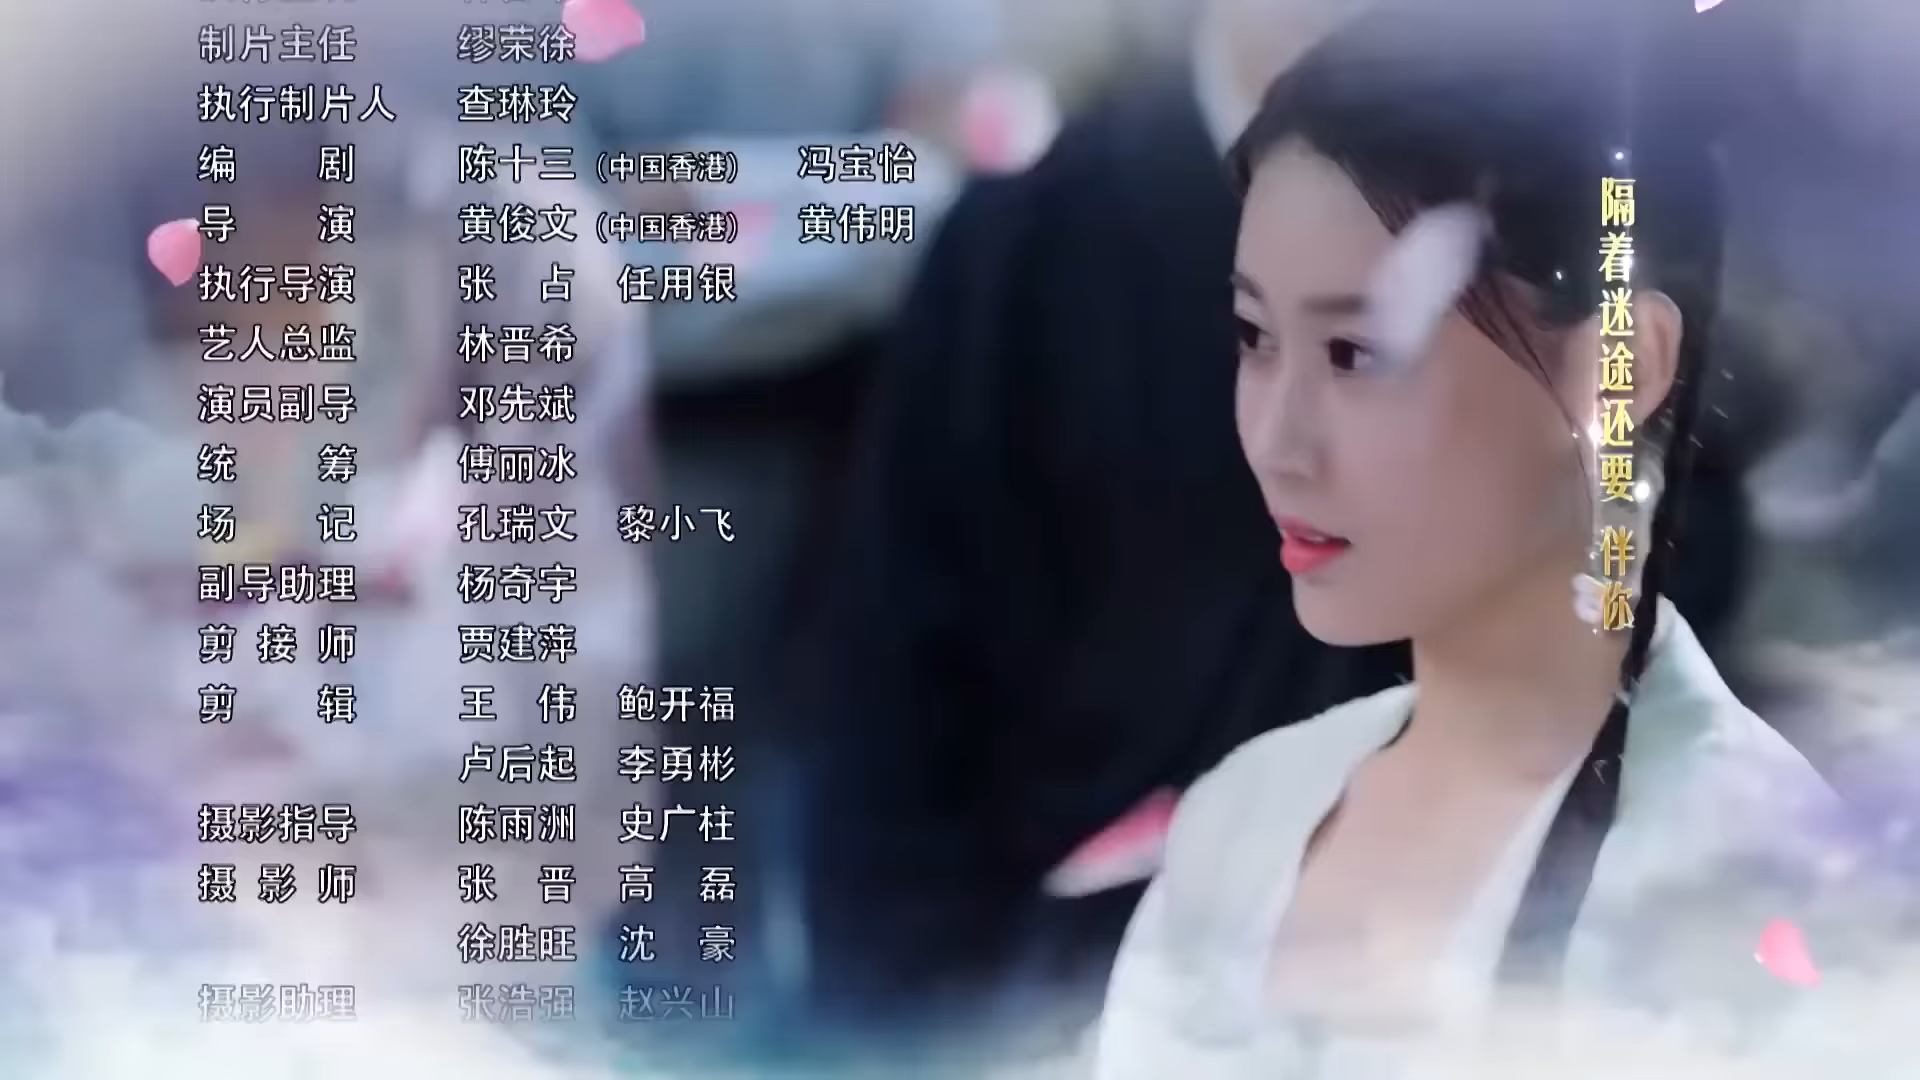 制片主任 缪荣徐
执行制片人 查琳玲
编剧 陈十三（中国香港） 冯宝怡
导演 黄俊文（中国香港） 黄伟明
执行导演 张占 任用银
艺人总监 林晋希
演员副导 邓先斌
统筹 傅丽冰
场记 孔瑞文 黎小飞
副导助理 杨奇宇
剪接师 贾建萍
剪辑 王伟 鲍开福
卢后起 李勇彬
摄影指导 陈雨洲 史广柱
摄影师 张晋 高磊
徐胜旺 沈豪
摄影助理 张浩强 赵兴山
隔着迷途还要 伴你